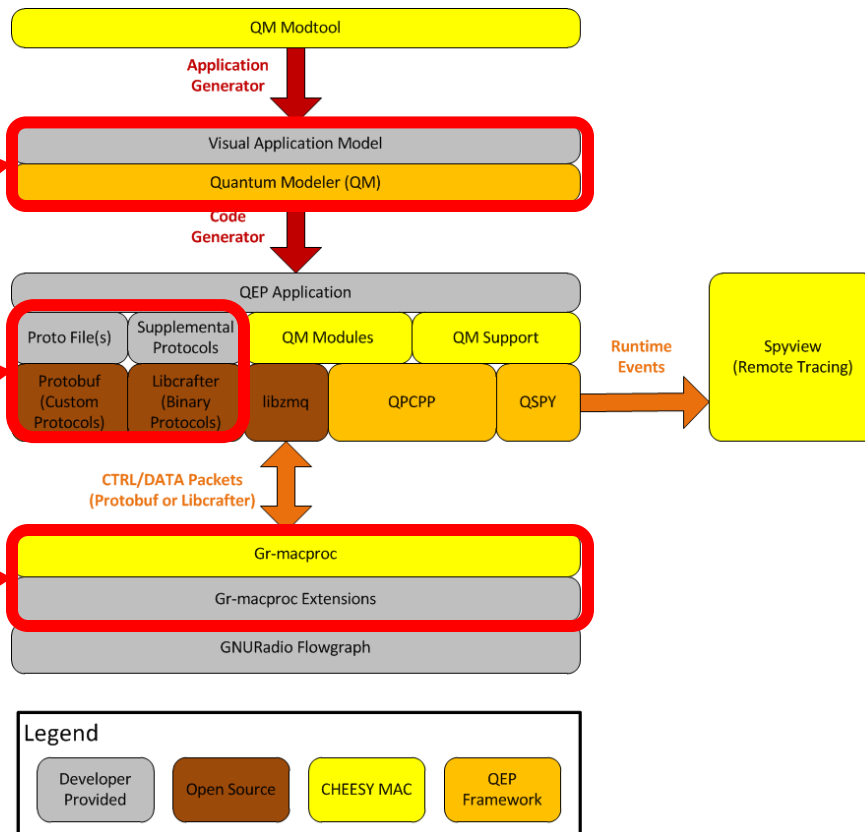 QM Modtool
Application
Generator
Visual Application Model
Quantum Modeler (QM)
Code
Generator
QEP Application
Proto File(s)
Supplemental
Protocols
QM Modules
QM Support
Protobuf
(Custom
Protocols)
Libcrafter
(Binary
Protocols)
libzmq
QPCPP
QSPY
Runtime
Events
Spyview
(Remote Tracing)
CTRL/DATA Packets
(Protobuf or Libcrafter)
Gr-macproc
Gr-macproc Extensions
GNURadio Flowgraph
Legend
Developer
Provided
Open Source
CHEESY MAC
QEP
Framework